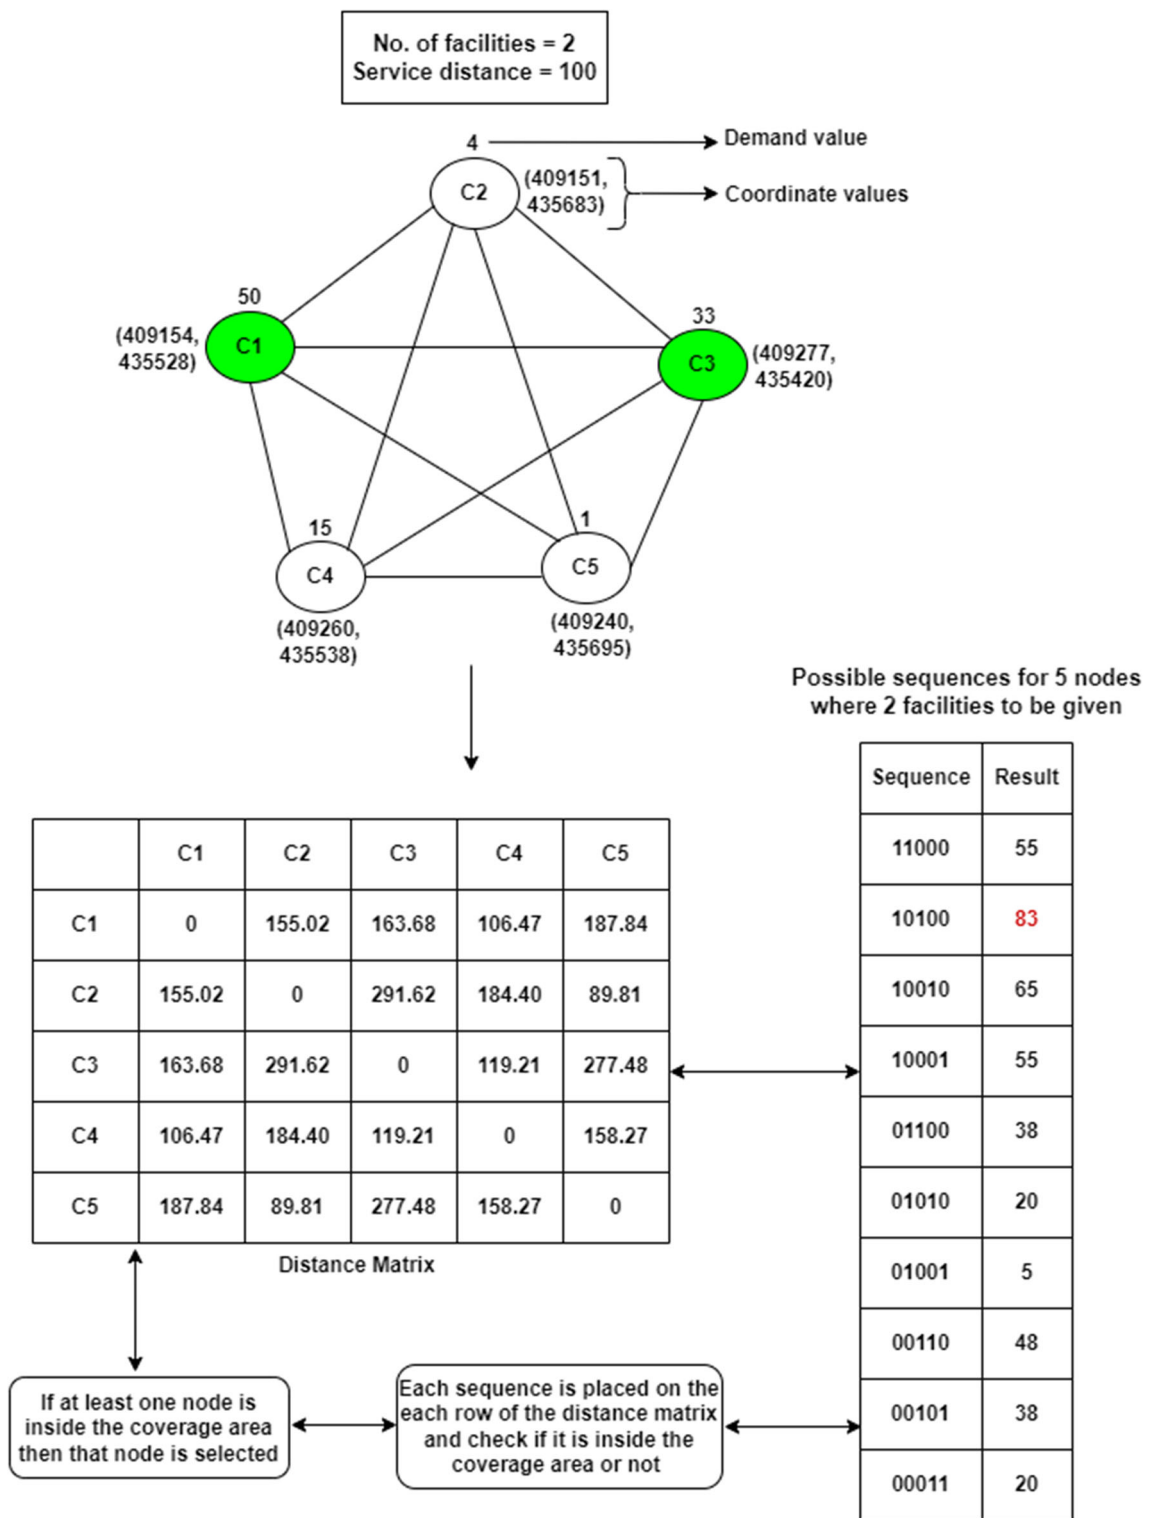 No. of facilities = 2
Service distance = 100
4
Demand value
C2
(409151,
435683)
Coordinate values
50
(409154,
435528)
C1
33
C3
(409277,
435420)
15
C4
(409260,
435538)
1
C5
(409240,
435695)
Possible sequences for 5 nodes
where 2 facilities to be given
C1 C2 C3 C4 C5
C1 0 155.02 163.68 106.47 187.84
C2 155.02 0 291.62 184.40 89.81
C3 163.68 291.62 0 119.21 277.48
C4 106.47 184.40 119.21 0 158.27
C5 187.84 89.81 277.48 158.27 0
Distance Matrix
Sequence Result
11000 55
10100 83
10010 65
10001 55
01100 38
01010 20
01001 5
00110 48
00101 38
00011 20
If at least one node is
inside the coverage area
then that node is selected
Each sequence is placed on the
each row of the distance matrix
and check if it is inside the
coverage area or not